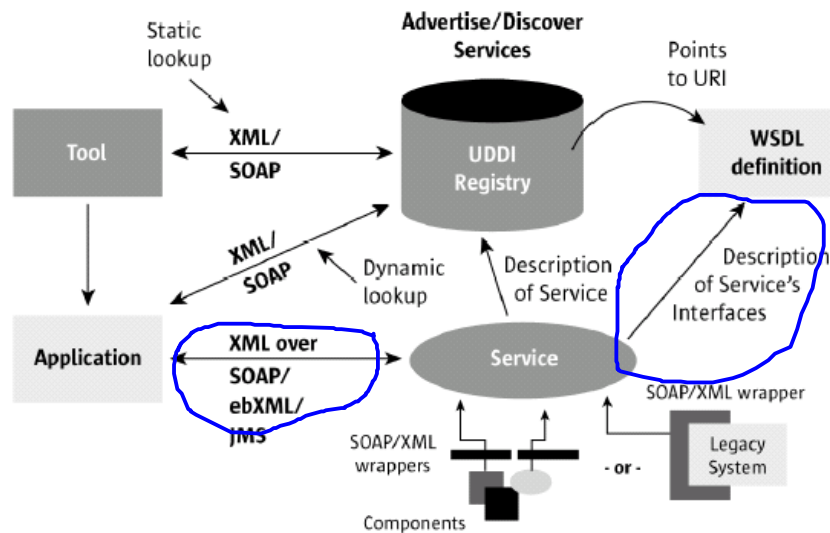 Advertise/Discover
Services
Static
lookup
Points
to URI
Tool
XML/
SOAP
UDDI
Registry
WSDL
definition
XML/
SOAP
Dynamic
lookup
Description
of Service
Description
of Service's
Interfaces
Application
XML over
SOAP/
ebXML/
JMS
Service
SOAP/XML wrapper
SOAP/XML
wrappers
- or -
Legacy
System
Components